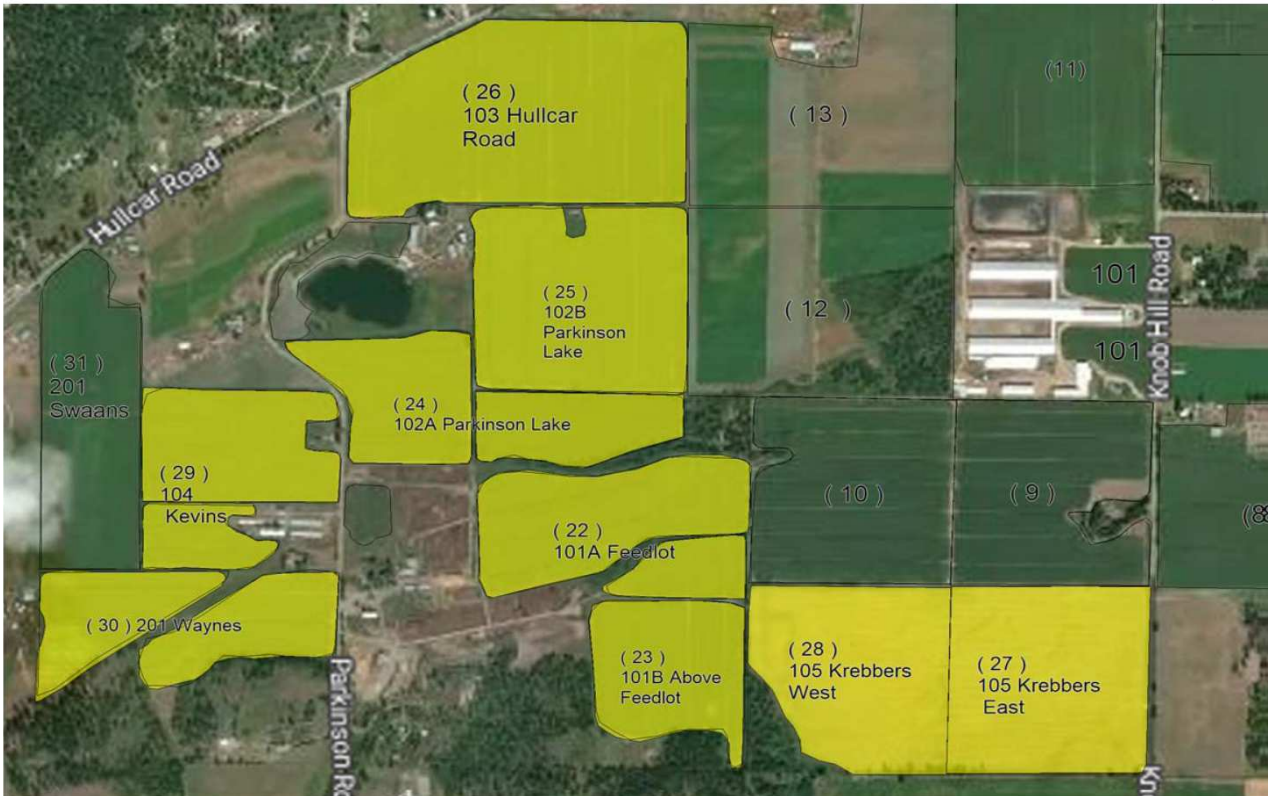 ( 26 )
103 Hullcar
Road
( 13 )
(11)
Hullcar Road
( 25 )
102B
Parkinson
Lake
( 12 )
101
101
Knob Hill Road
( 31 )
201
Swaans
( 24 )
102A Parkinson Lake
( 29 )
104
Kevins
( 22 )
101A Feedlot
( 10 )
( 9 )
( 30 ) 201 Waynes
( 23 )
101B Above
Feedlot
( 28 )
105 Krebbers
West
( 27 )
105 Krebbers
East
Parkinson Ro
Kn